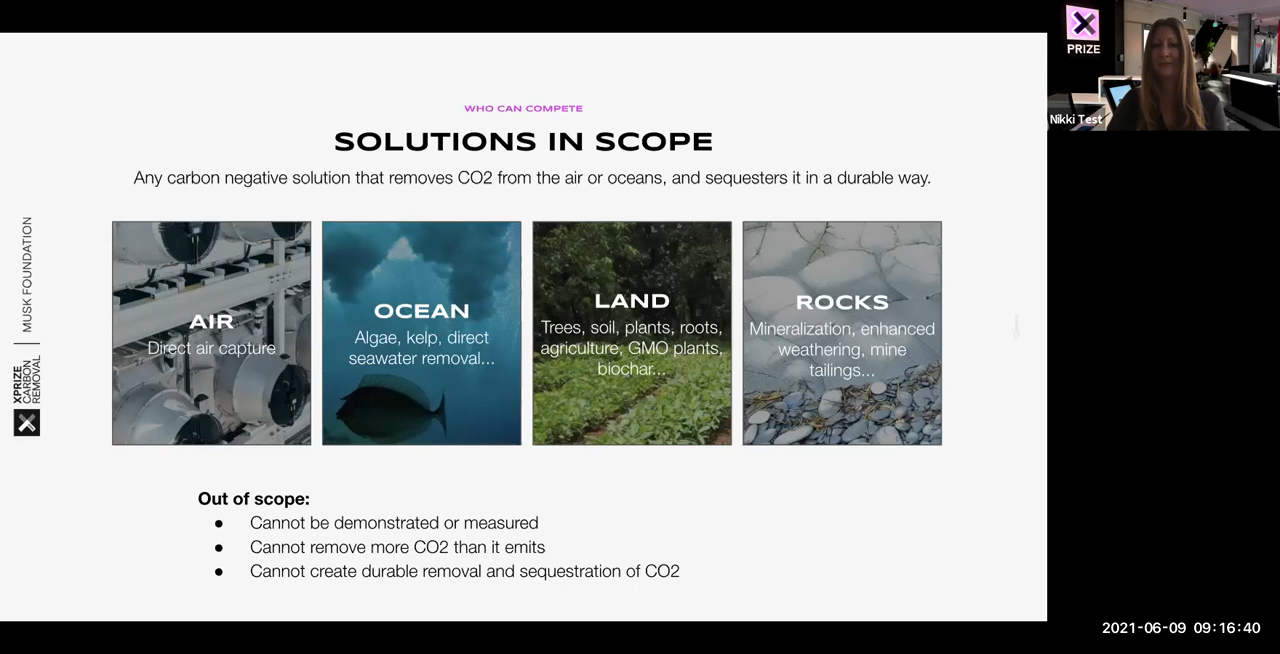 WHO CAN COMPETE
SOLUTIONS IN SCOPE
Any carbon negative solution that removes CO2 from the air or oceans, and sequesters it in a durable way.
AIR
Direct air capture
OCEAN
Algae, kelp, direct
seawater removal...
LAND
Trees, soil, plants, roots,
agriculture, GMO plants,
biochar...
ROCKS
Mineralization, enhanced
weathering, mine
tailings...
Out of scope:
● Cannot be demonstrated or measured
● Cannot remove more CO2 than it emits
● Cannot create durable removal and sequestration of CO2
XPRIZE
CARBON
REMOVAL
MUSK FOUNDATION
PRIZE
Nikki Test
2021-06-09 09:16:40